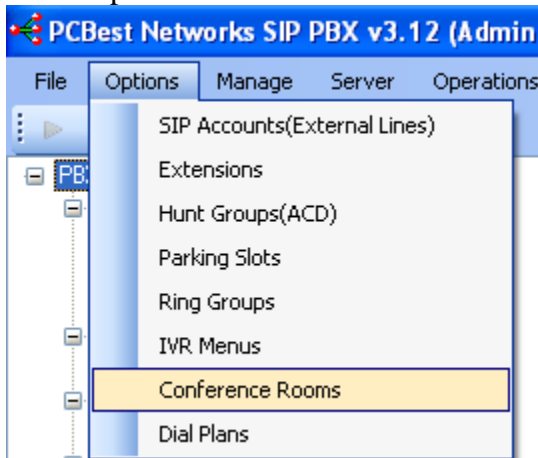 PCBest Networks SIP PBX v3.12 (Admin
File Options Manage Server Operations
SIP Accounts(External Lines)
PB
Extensions
Hunt Groups(ACD)
Parking Slots
Ring Groups
IVR Menus
Conference Rooms
Dial Plans